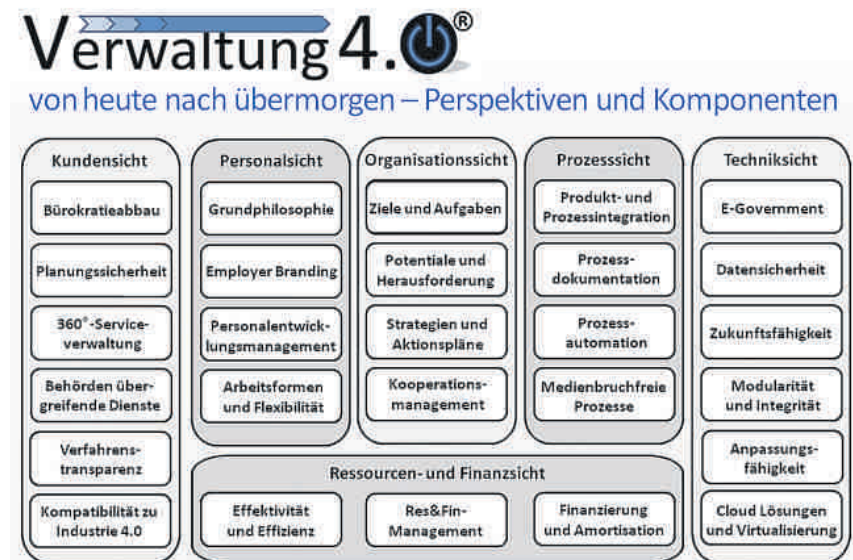 Verwaltung 4.0®
von heute nach übermorgen – Perspektiven und Komponenten
Kundensicht
Bürokratieabbau
Planungssicherheit
360°-Service-
verwaltung
Behörden über-
greifende Dienste
Verfahrens-
transparenz
Kompatibilität zu
Industrie 4.0
Personalsicht
Grundphilosophie
Employer Branding
Personalentwick-
lungsmanagement
Arbeitsformen
und Flexibilität
Organisationssicht
Ziele und Aufgaben
Potentiale und
Herausforderung
Strategien und
Aktionspläne
Kooperations-
management
Prozesssicht
Produkt- und
Prozessintegration
Prozess-
dokumentation
Prozess-
automation
Medienbruchfreie
Prozesse
Ressourcen- und Finanzsicht
Effektivität
und Effizienz
Res&Fin-
Management
Finanzierung
und Amortisation
Techniksicht
E-Government
Datensicherheit
Zukunftsfähigkeit
Modularität
und Integrität
Anpassungs-
fähigkeit
Cloud Lösungen
und Virtualisierung